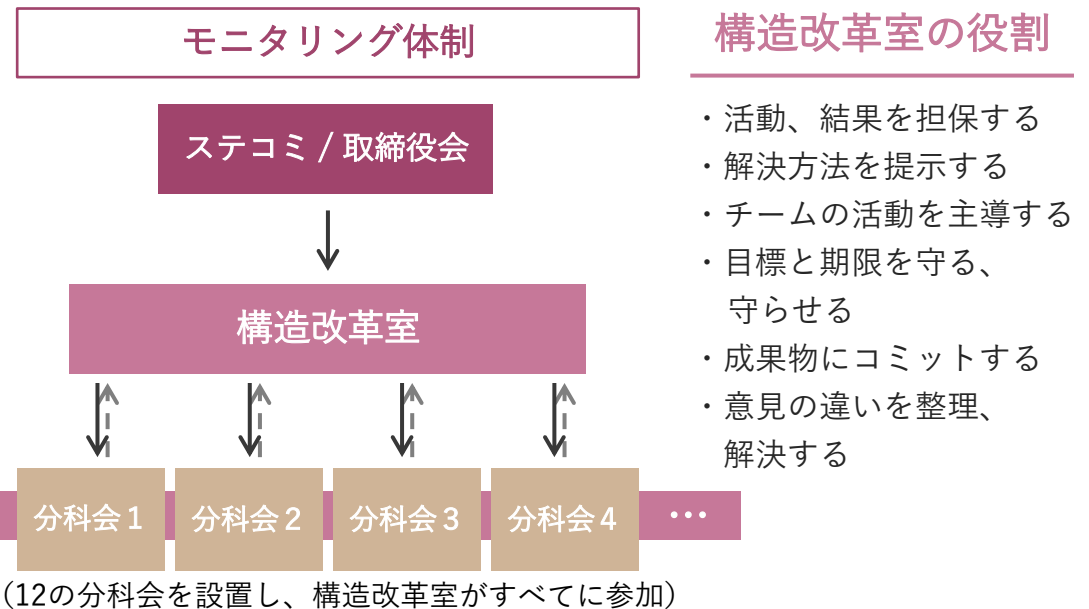 モニタリング体制
ステコミ / 取締役会
構造改革室
分科会１
分科会２
分科会３
分科会４
…
（12の分科会を設置し、構造改革室がすべてに参加）
構造改革室の役割
・活動、結果を担保する
・解決方法を提示する
・チームの活動を主導する
・目標と期限を守る、
守らせる
・成果物にコミットする
・意見の違いを整理、
解決する